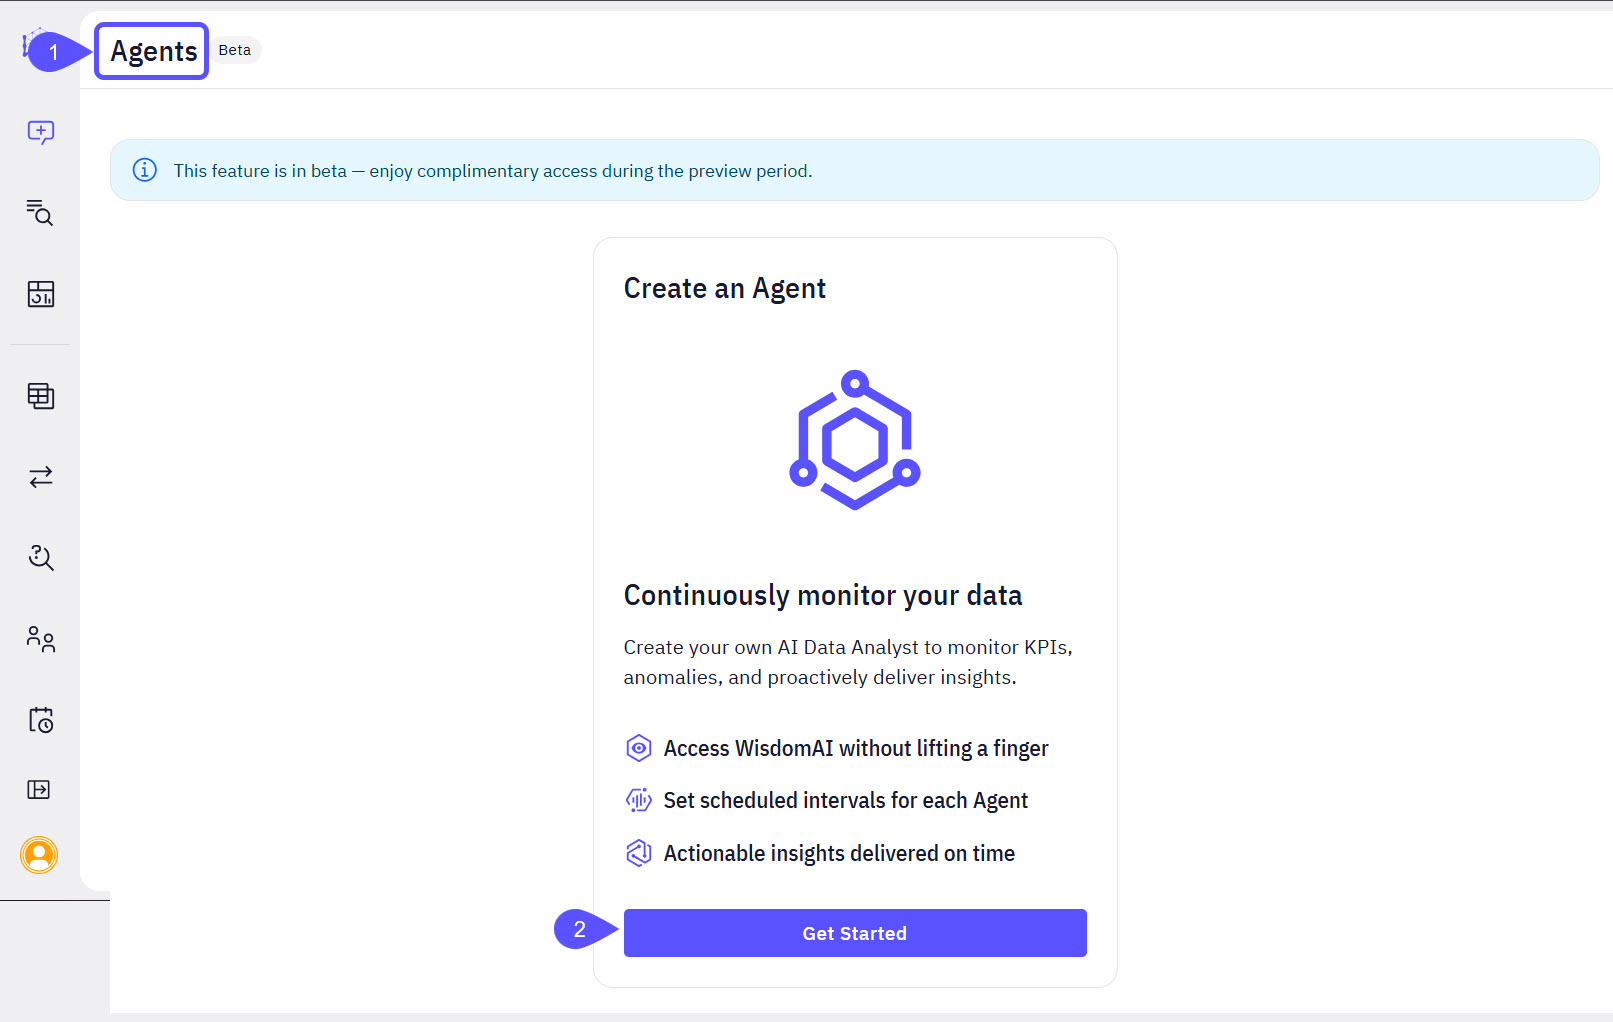 1
Agents
Beta
This feature is in beta — enjoy complimentary access during the preview period.
Create an Agent
Continuously monitor your data
Create your own AI Data Analyst to monitor KPIs,
anomalies, and proactively deliver insights.
Access WisdomAI without lifting a finger
Set scheduled intervals for each Agent
Actionable insights delivered on time
2
Get Started